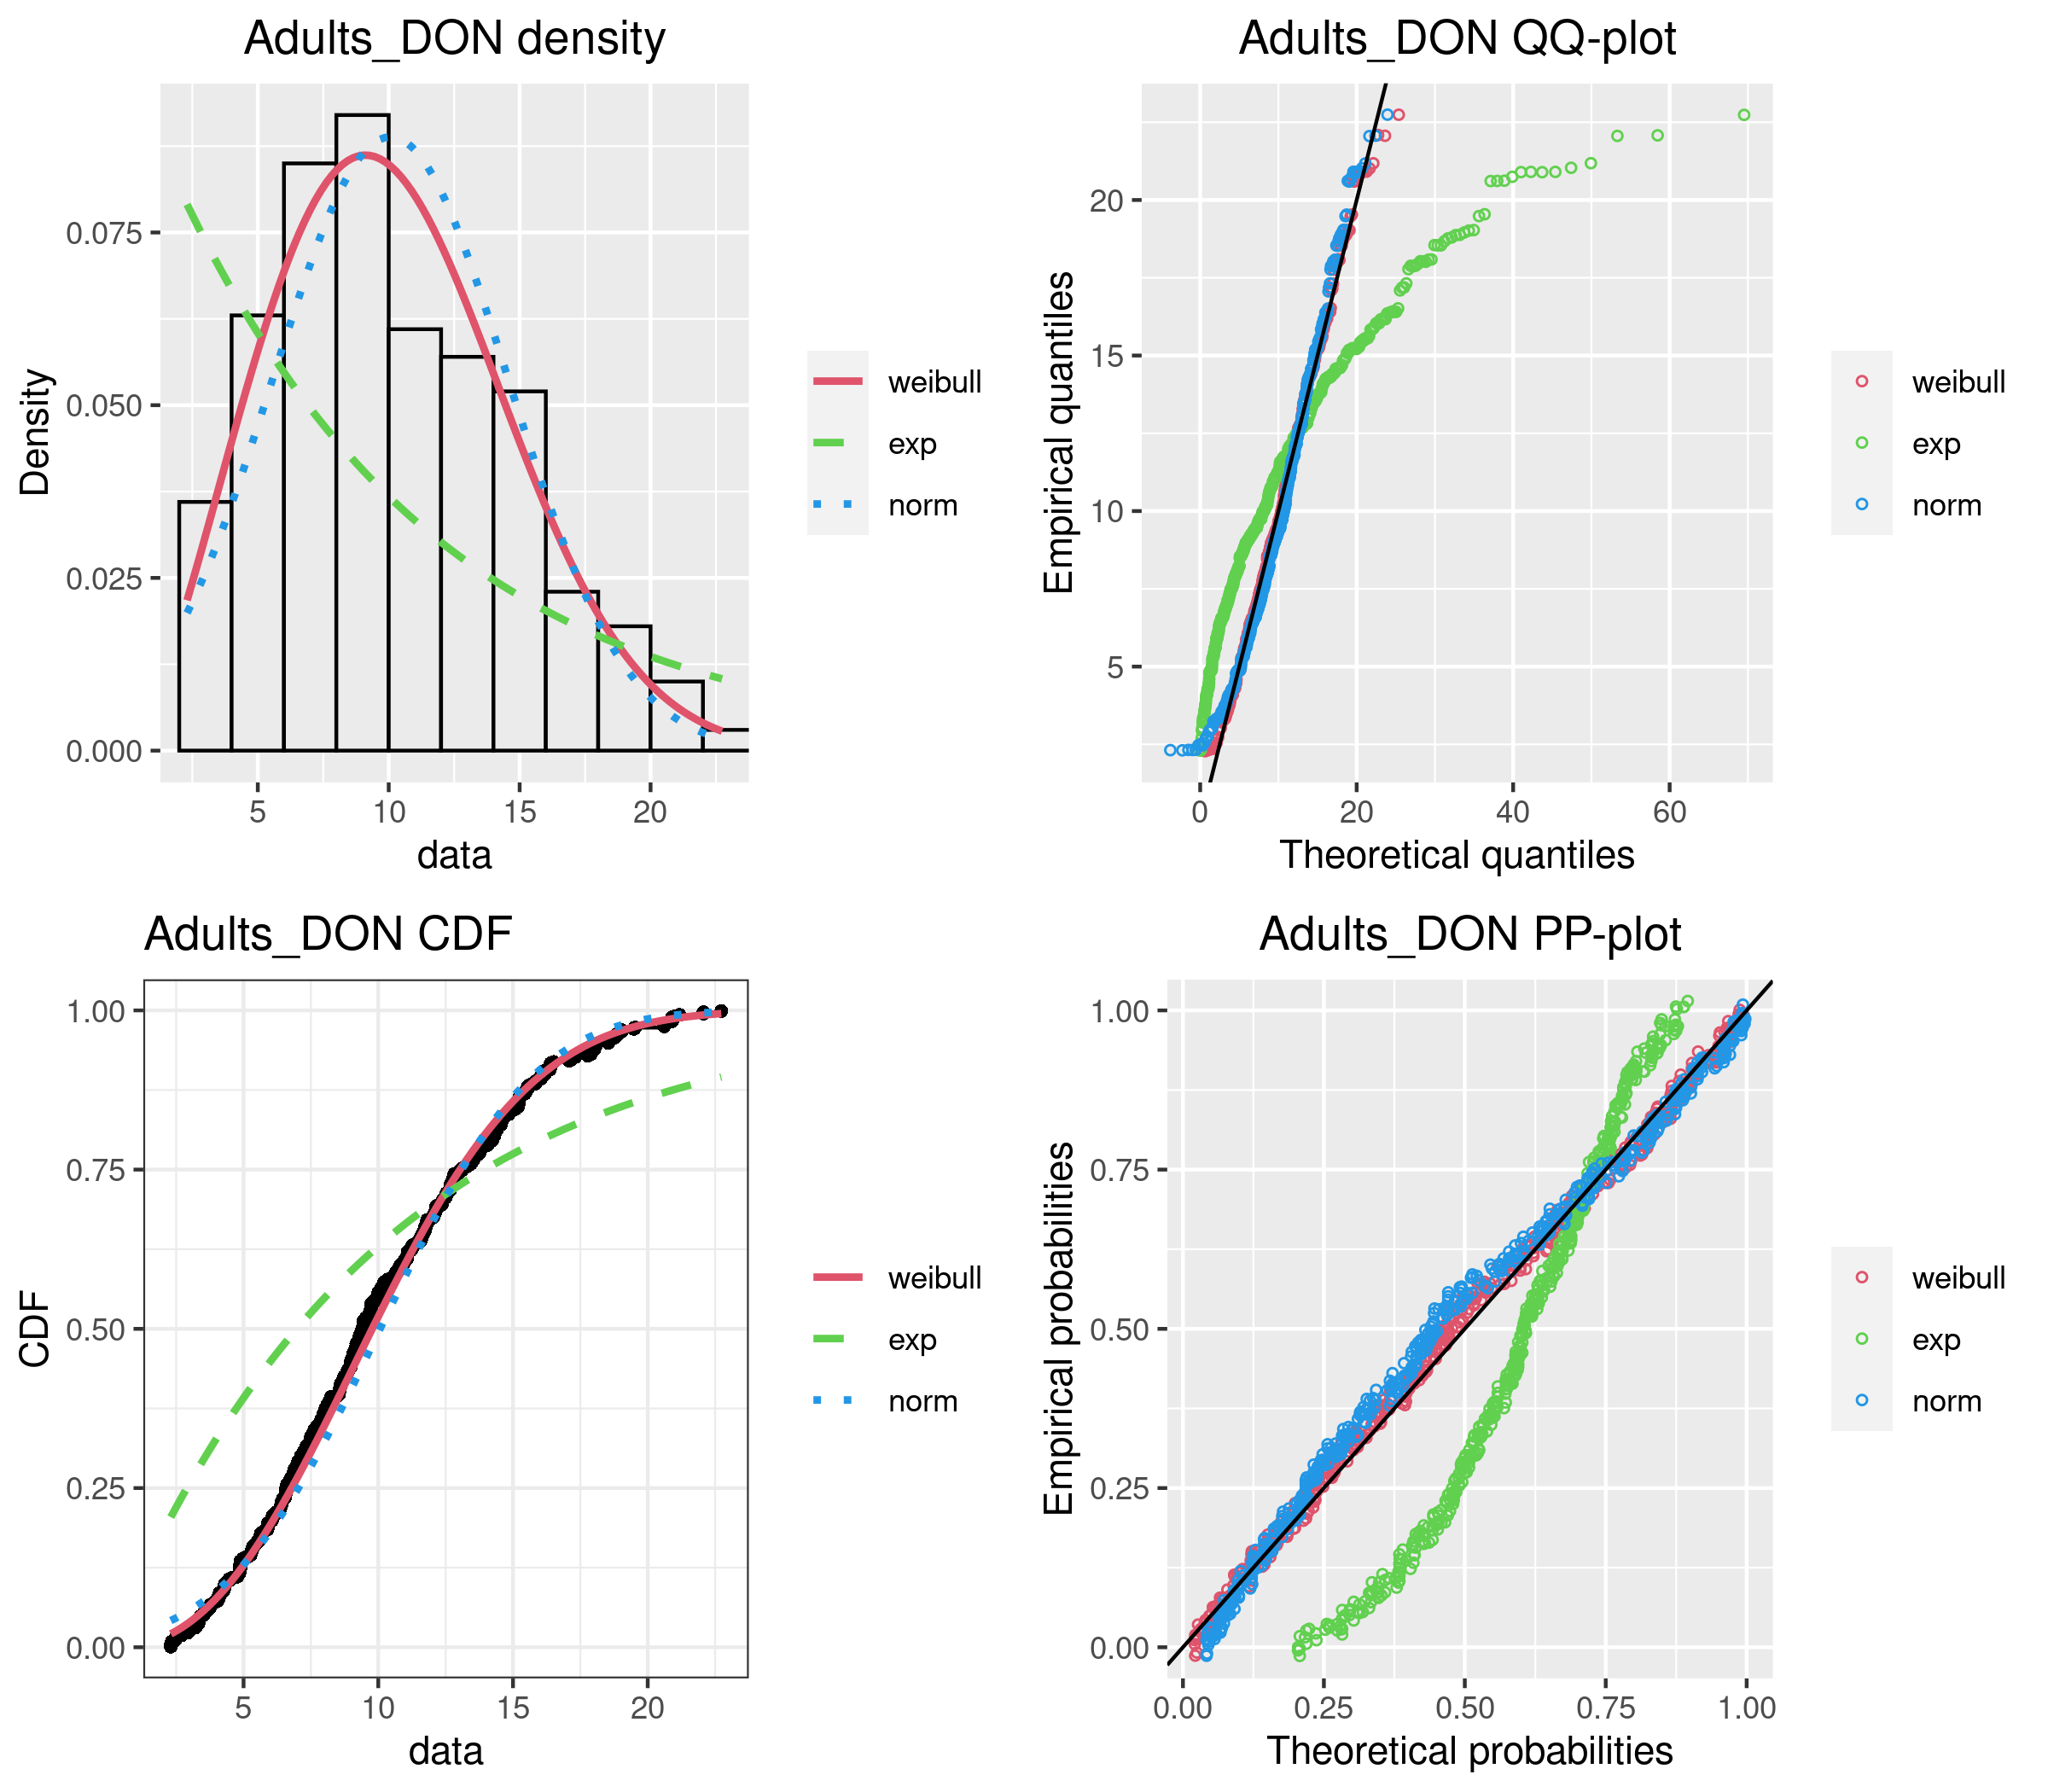 Adults_DON density
Density
0.075
0.050
0.025
0.000
5 10 15 20
data
weibull
exp
norm
Adults_DON QQ-plot
Empirical quantiles
20
15
10
5
0 20 40 60
Theoretical quantiles
weibull
exp
norm
Adults_DON CDF
CDF
1.00
0.75
0.50
0.25
0.00
5 10 15 20
data
weibull
exp
norm
Adults_DON PP-plot
Empirical probabilities
1.00
0.75
0.50
0.25
0.00
0.00 0.25 0.50 0.75 1.00
Theoretical probabilities
weibull
exp
norm